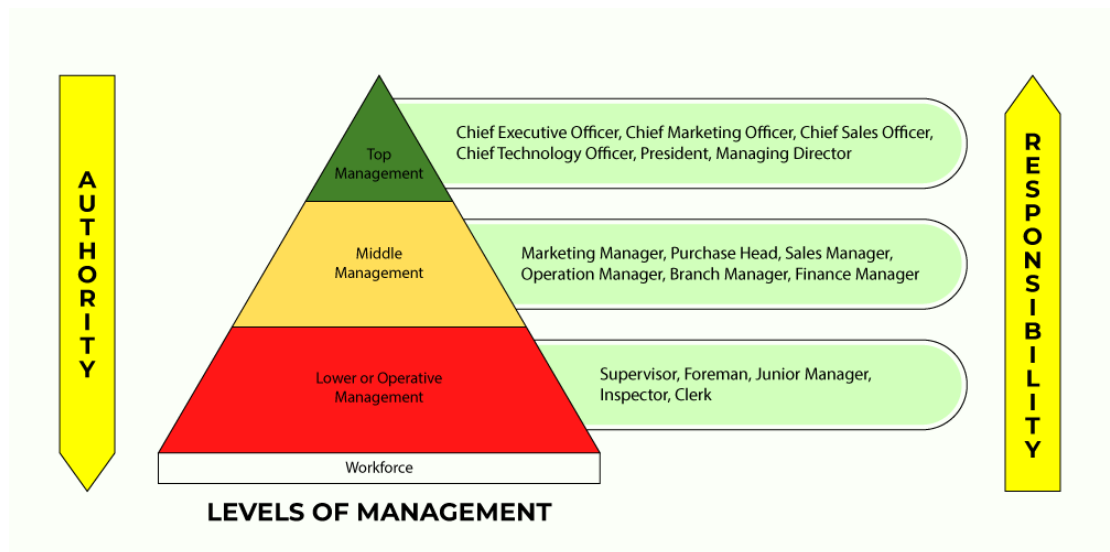 AUTHORITY
Top
Management
Chief Executive Officer, Chief Marketing Officer, Chief Sales Officer,
Chief Technology Officer, President, Managing Director
Middle
Management
Marketing Manager, Purchase Head, Sales Manager,
Operation Manager, Branch Manager, Finance Manager
Lower or Operative
Management
Supervisor, Foreman, Junior Manager,
Inspector, Clerk
Workforce
RESPONSIBILITY
LEVELS OF MANAGEMENT